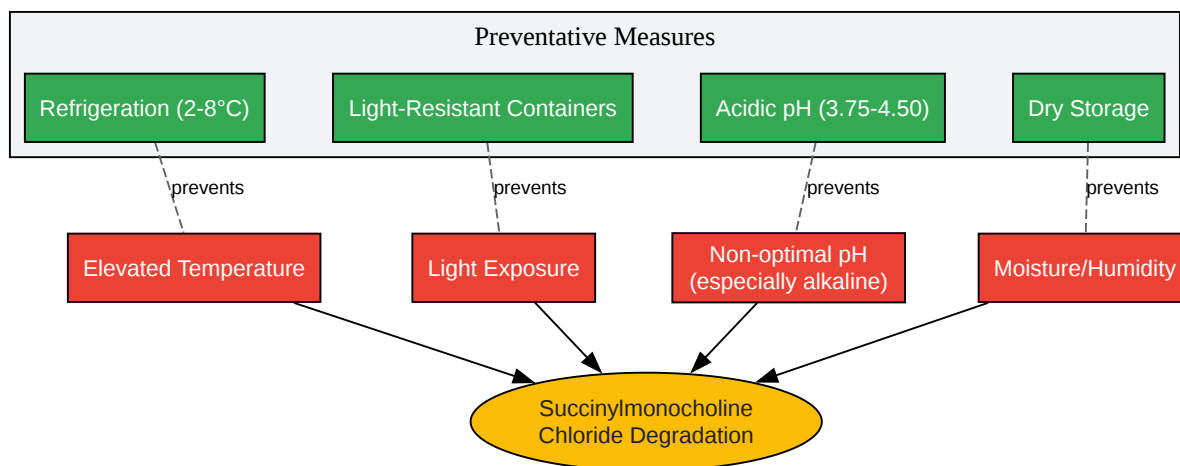 Preventative Measures
Refrigeration (2-8°C)
Light-Resistant Containers
Acidic pH (3.75-4.50)
Dry Storage
prevents
prevents
prevents
prevents
Elevated Temperature
Light Exposure
Non-optimal pH
(especially alkaline)
Moisture/Humidity
Succinylmonocholine
Chloride Degradation